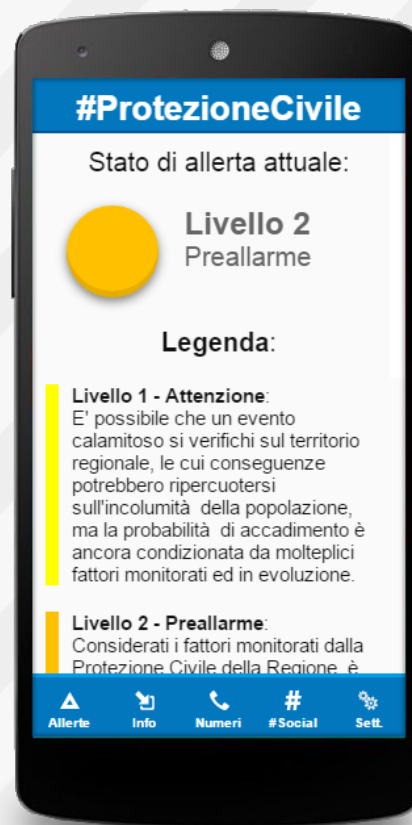 #ProtezioneCivile
Stato di allerta attuale:
Livello 2
Preallarme
Legenda:
Livello 1 - Attenzione:
E' possibile che un evento
calamitoso si verifichi sul territorio
regionale, le cui conseguenze
potrebbero ripercuotersi
sull'incolumità  della popolazione,
ma la probabilità  di accadimento è
ancora condizionata da molteplici
fattori monitorati ed in evoluzione.
Livello 2 - Preallarme:
Considerati i fattori monitorati dalla
Protezione Civile della Regione, è
Allerte Info Numeri #Social Sett.